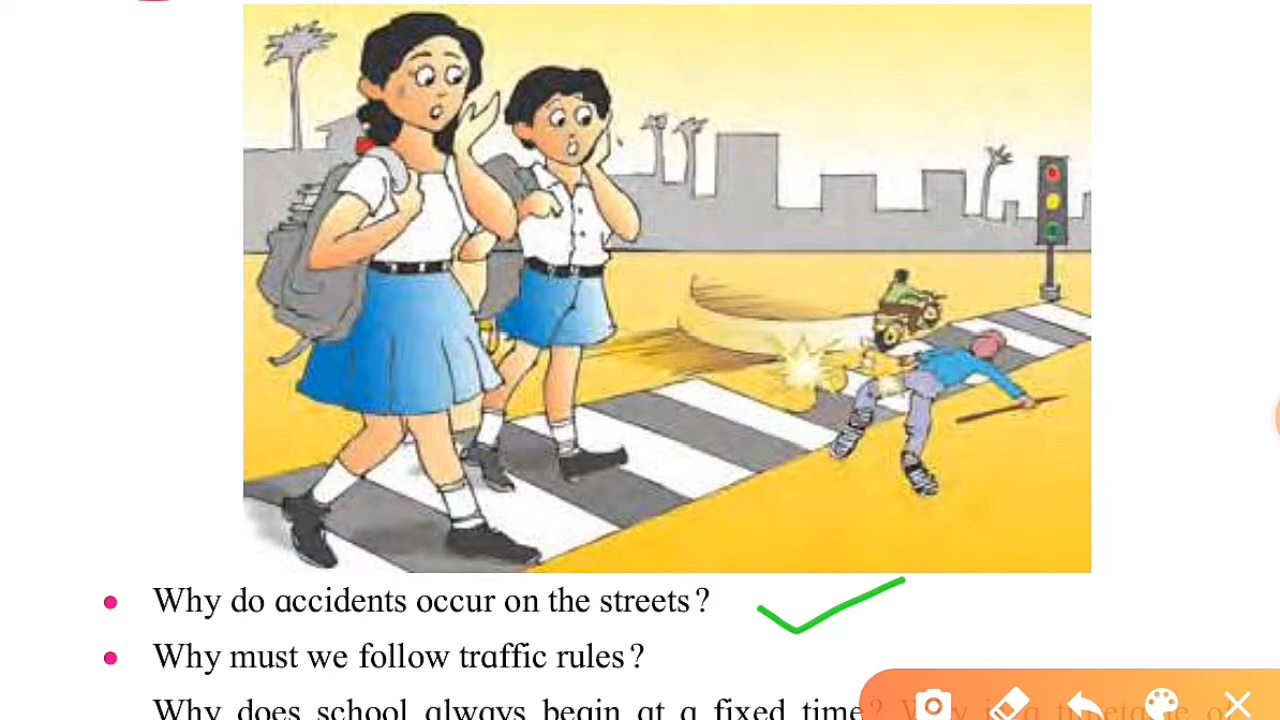 Why do accidents occur on the streets?
Why must we follow traffic rules?
Why does school always begin at a fixed time?